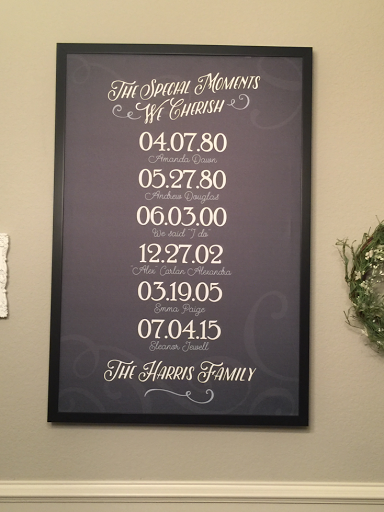 The Special Moments
We Cherish
04.07.80
Amanda Dawn
05.27.80
Andrew Douglas
06.03.00
We said "I do"
12.27.02
"Alex" Carlan Alexandra
03.19.05
Emma Paige
07.04.15
Eleanor Jewell
The Harris Family